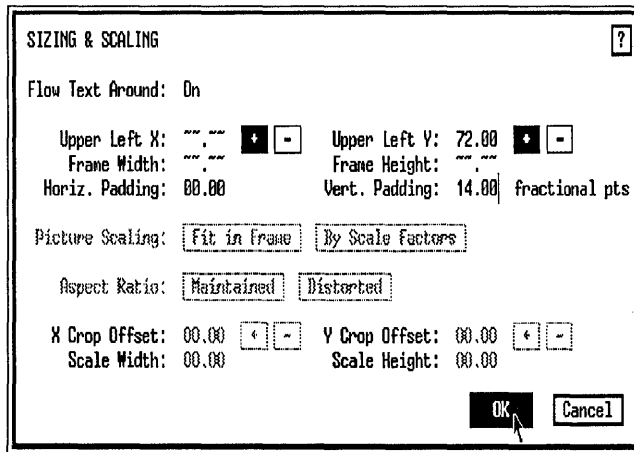 SIZING & SCALING ?
Flow Text Around: On
Upper Left X: ~~.~~ + - Upper Left Y: 72.00 + -
Frame Width: ~~.~~ Frame Height: ~~.~~
Horiz. Padding: 00.00 Vert. Padding: 14.00 fractional pts
Picture Scaling: Fit in Frame By Scale Factors
Aspect Ratio: Maintained Distorted
X Crop Offset: 00.00 + - Y Crop Offset: 00.00 + -
Scale Width: 00.00 Scale Height: 00.00
OK Cancel